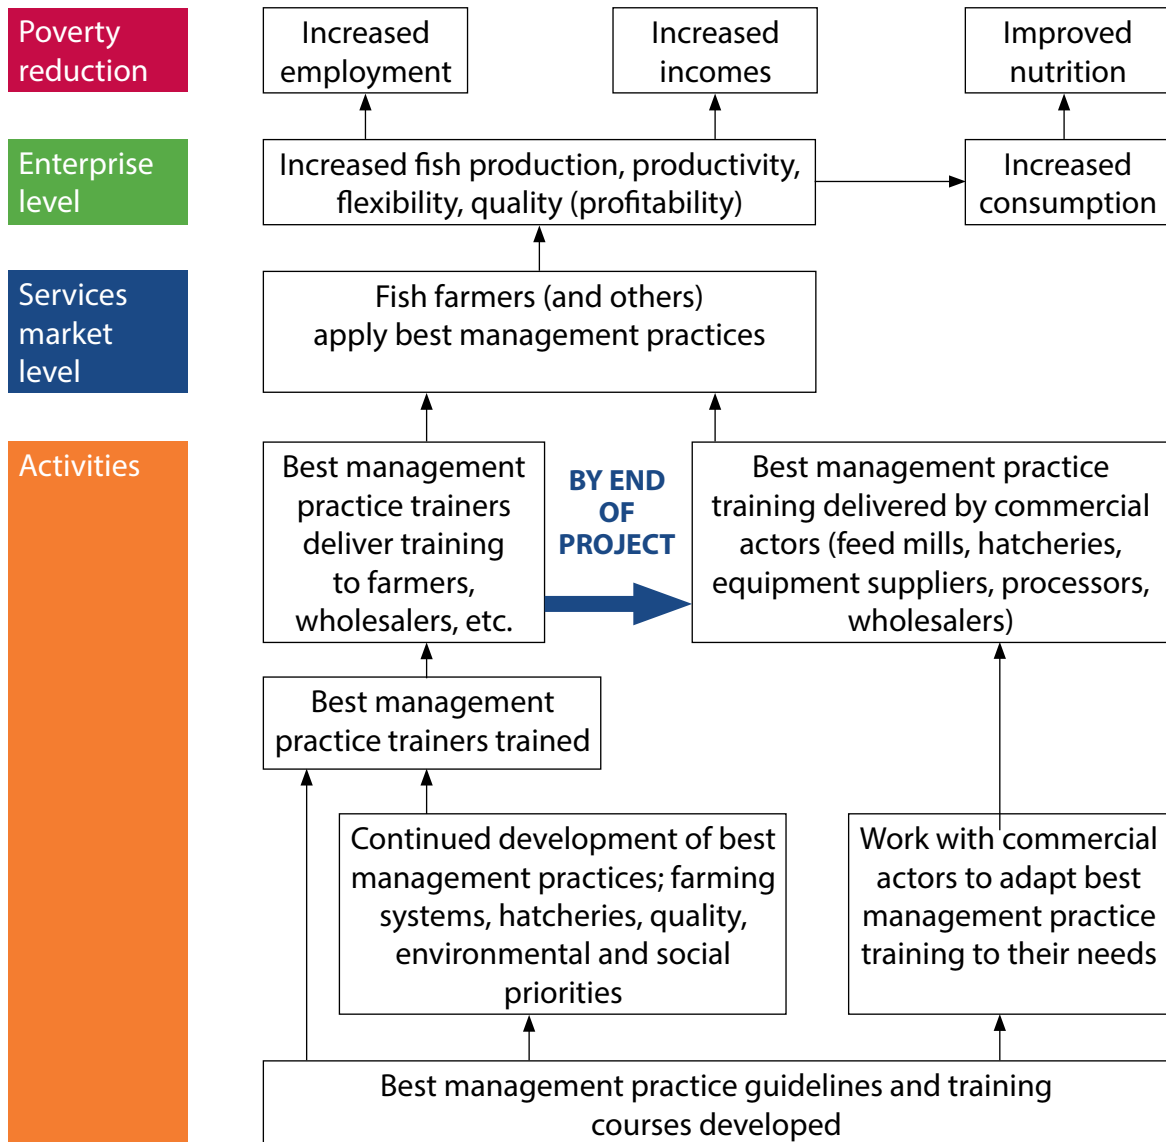 Poverty
reduction
Increased
employment
Increased
incomes
Improved
nutrition
Enterprise
level
Increased fish production, productivity,
flexibility, quality (profitability)
Increased
consumption
Services
market
level
Fish farmers (and others)
apply best management practices
Activities
Best management
practice trainers
deliver training
to farmers,
wholesalers, etc.
BY END
OF
PROJECT
Best management practice
training delivered by commercial
actors (feed mills, hatcheries,
equipment suppliers, processors,
wholesalers)
Best management
practice trainers trained
Continued development of best
management practices; farming
systems, hatcheries, quality,
environmental and social
priorities
Work with commercial
actors to adapt best
management practice
training to their needs
Best management practice guidelines and training
courses developed